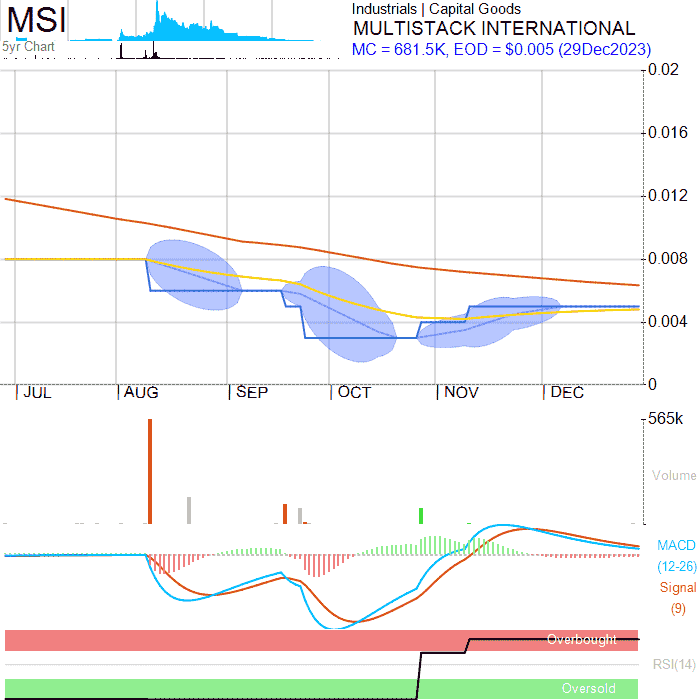 MSI
5yr Chart
Industrials | Capital Goods
MULTISTACK INTERNATIONAL
MC = 681.5K, EOD = $0.005 (29Dec2023)
0.02
0.016
0.012
0.008
0.004
0
JUL AUG SEP OCT NOV DEC
565k
Volume
MACD
(12-26)
Signal
(9)
Overbought
RSI(14)
Oversold